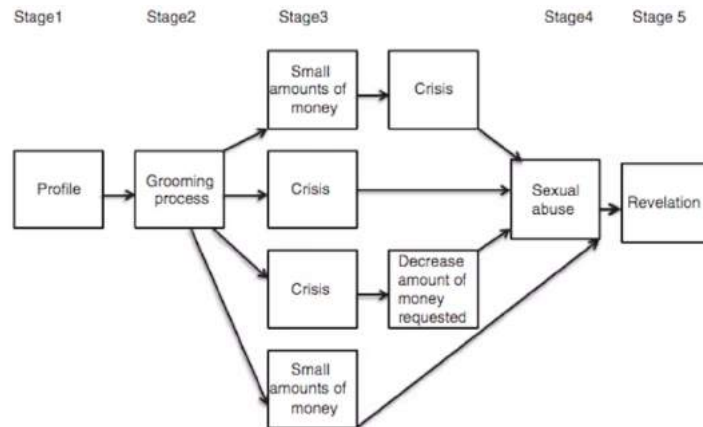 Stage1
Stage2
Stage3
Stage4
Stage 5
Small
amounts of
money
Crisis
Profile
Grooming
process
Crisis
Sexual
abuse
Revelation
Crisis
Decrease
amount of
money
requested
Small
amounts of
money